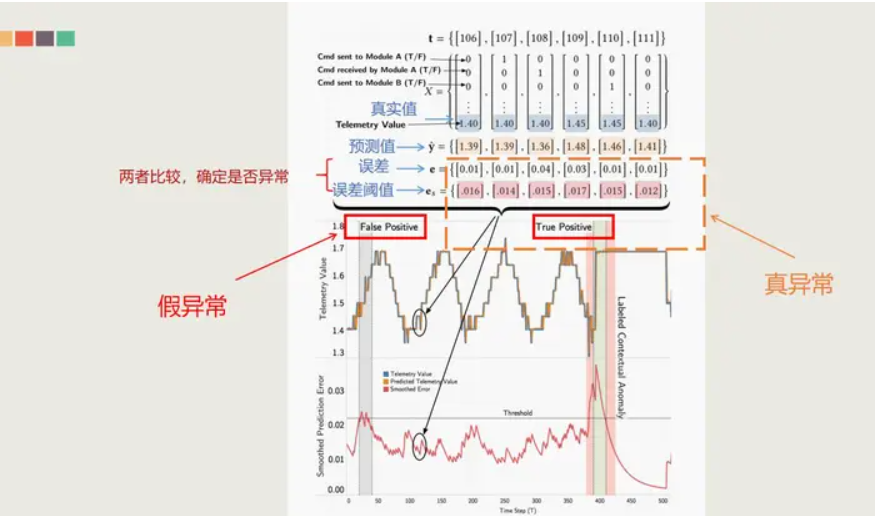 t = {[106] , [107] , [108] , [109] , [110] , [111]}
Cmd sent to Module A (T/F) 0 1 0 0 0 0
Cmd received by Module A (T/F) 0 0 1 0 0 0
Cmd sent to Module B (T/F) 0 0 0 0 1 0
X =
真实值
Telemetry Value 1.40 1.40 1.40 1.45 1.45 1.40
预测值 ŷ = {[1.39] , [1.39] , [1.36] , [1.48] , [1.46] , [1.41]}
误差 e = {[0.01] , [0.01] , [0.04] , [0.03] , [0.01] , [0.01]}
两者比较，确定是否异常
误差阈值 eₛ = {[.016] , [.014] , [.015] , [.017] , [.015] , [.012]}
False Positive
True Positive
假异常
真异常
Telemetry Value
1.8
1.7
1.6
1.5
1.4
1.3
Labeled Contextual Anomaly
Telemetry Value
Predicted Telemetry Value
Smoothed Error
Threshold
Smoothed Prediction Error
0.03
0.02
0.01
0.00
0 50 100 150 200 250 300 350 400 450 500
Time Step (T)